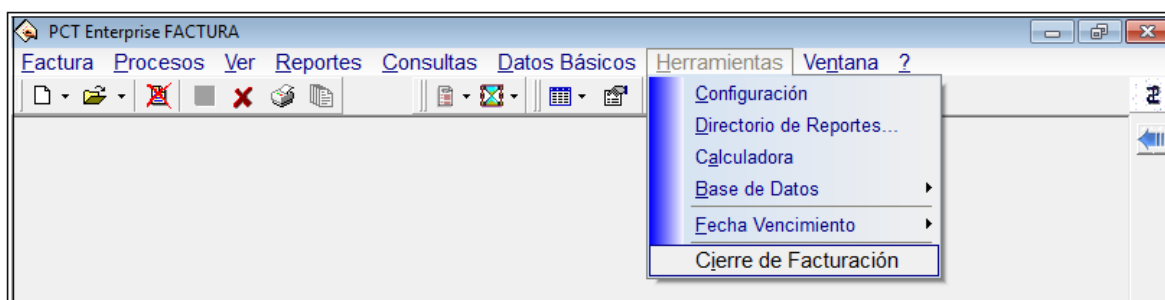 PCT Enterprise FACTURA
Factura Procesos Ver Reportes Consultas Datos Básicos Herramientas Ventana ?
Configuración
Directorio de Reportes...
Calculadora
Base de Datos
Fecha Vencimiento
Cierre de Facturación